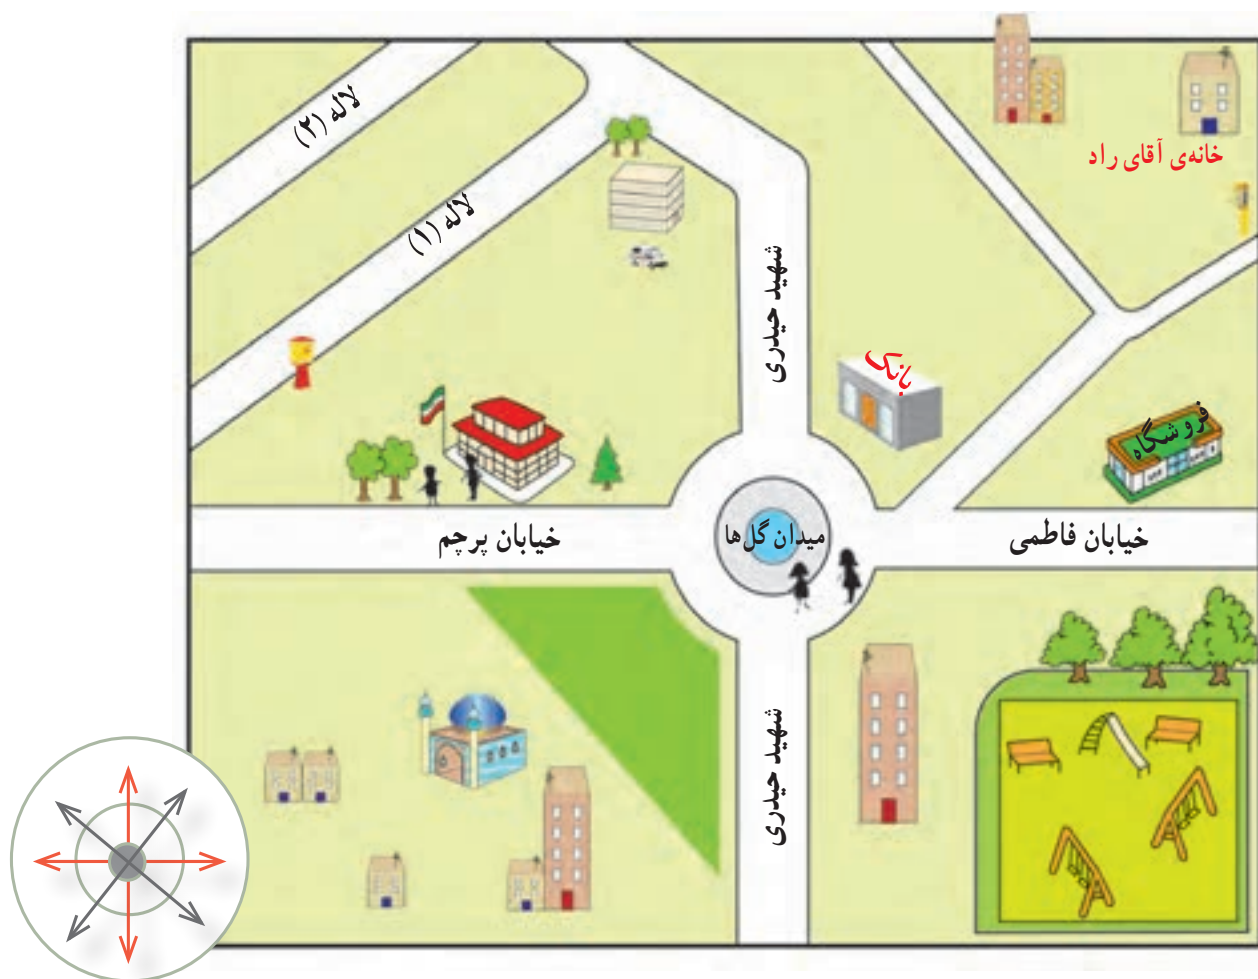 لاله (۲)
خانه‌ی آقای راد
لاله (۱)
شهید حیدری
بانک
فروشگاه
خیابان فاطمی
میدان گل‌ها
خیابان پرچم
شهید حیدری